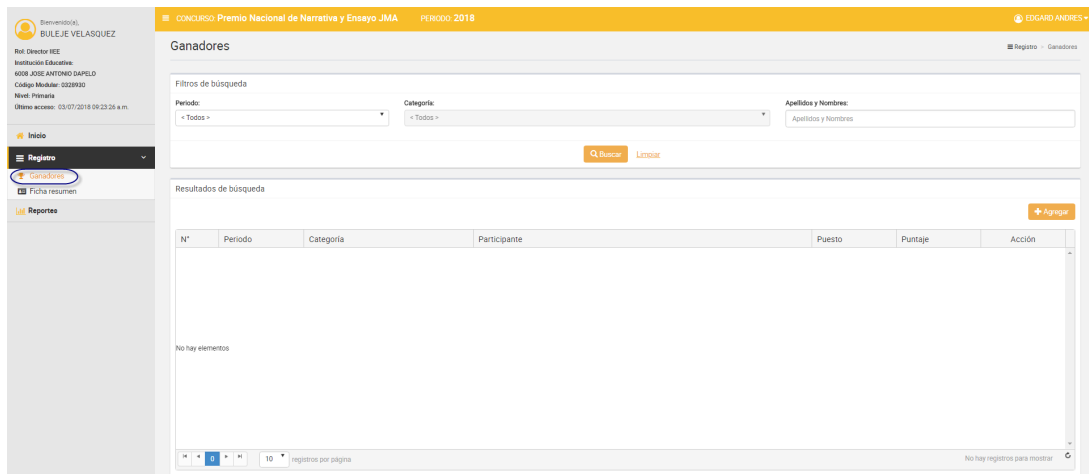 Bienvenido(a),
BULEJE VELASQUEZ
Rol: Director IIEE
Institución Educativa:
6008 JOSE ANTONIO DAPELO
Código Modular: 0328930
Nivel: Primaria
Último acceso: 03/07/2018 09:23:26 a.m.
Inicio
Registro
Ganadores
Ficha resumen
Reportes
CONCURSO: Premio Nacional de Narrativa y Ensayo JMA PERIODO: 2018
EDGARD ANDRES
Ganadores
Registro - Ganadores
Filtros de búsqueda
Periodo: Categoría: Apellidos y Nombres:
< Todos > < Todos > Apellidos y Nombres
Buscar Limpiar
Resultados de búsqueda
Agregar
N° Periodo Categoría Participante Puesto Puntaje Acción
No hay elementos
0 10 registros por página No hay registros para mostrar